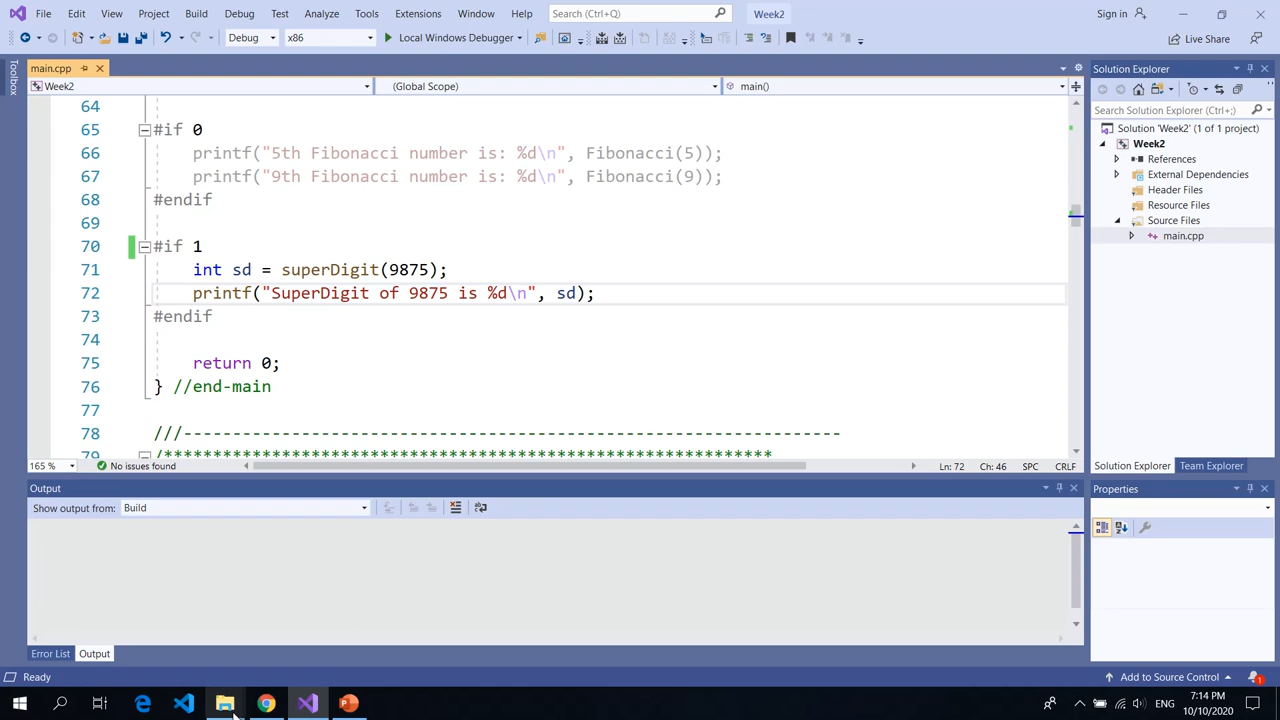 File Edit View Project Build Debug Test Analyze Tools Extensions Window Help Search (Ctrl+Q) Week2 Sign in
Debug x86 Local Windows Debugger Live Share
Toolbox
main.cpp
Week2 (Global Scope) main()
64
65 #if 0
66 printf("5th Fibonacci number is: %d\n", Fibonacci(5));
67 printf("9th Fibonacci number is: %d\n", Fibonacci(9));
68 #endif
69
70 #if 1
71 int sd = superDigit(9875);
72 printf("SuperDigit of 9875 is %d\n", sd);
73 #endif
74
75 return 0;
76 } //end-main
77
78 ///-------------------------------------------------------------------
79 /**************************************************************
165 % No issues found Ln: 72 Ch: 46 SPC CRLF
Output
Show output from: Build
Error List Output
Solution Explorer
Search Solution Explorer (Ctrl+;)
Solution 'Week2' (1 of 1 project)
Week2
References
External Dependencies
Header Files
Resource Files
Source Files
main.cpp
Solution Explorer Team Explorer
Properties
Ready Add to Source Control 1
ENG 7:14 PM
10/10/2020